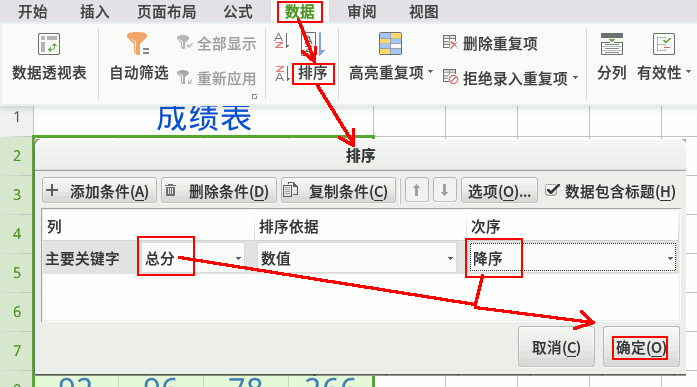 开始 插入 页面布局 公式 数据 审阅 视图
全部显示 删除重复项
数据透视表 自动筛选 重新应用 排序 高亮重复项 拒绝录入重复项 分列 有效性
1 成绩表
2 排序
3 添加条件(A) 删除条件(D) 复制条件(C) 选项(O)... 数据包含标题(H)
4 列 排序依据 次序
5 主要关键字 总分 数值 降序
6
7 取消(C) 确定(O)
92 96 78 266